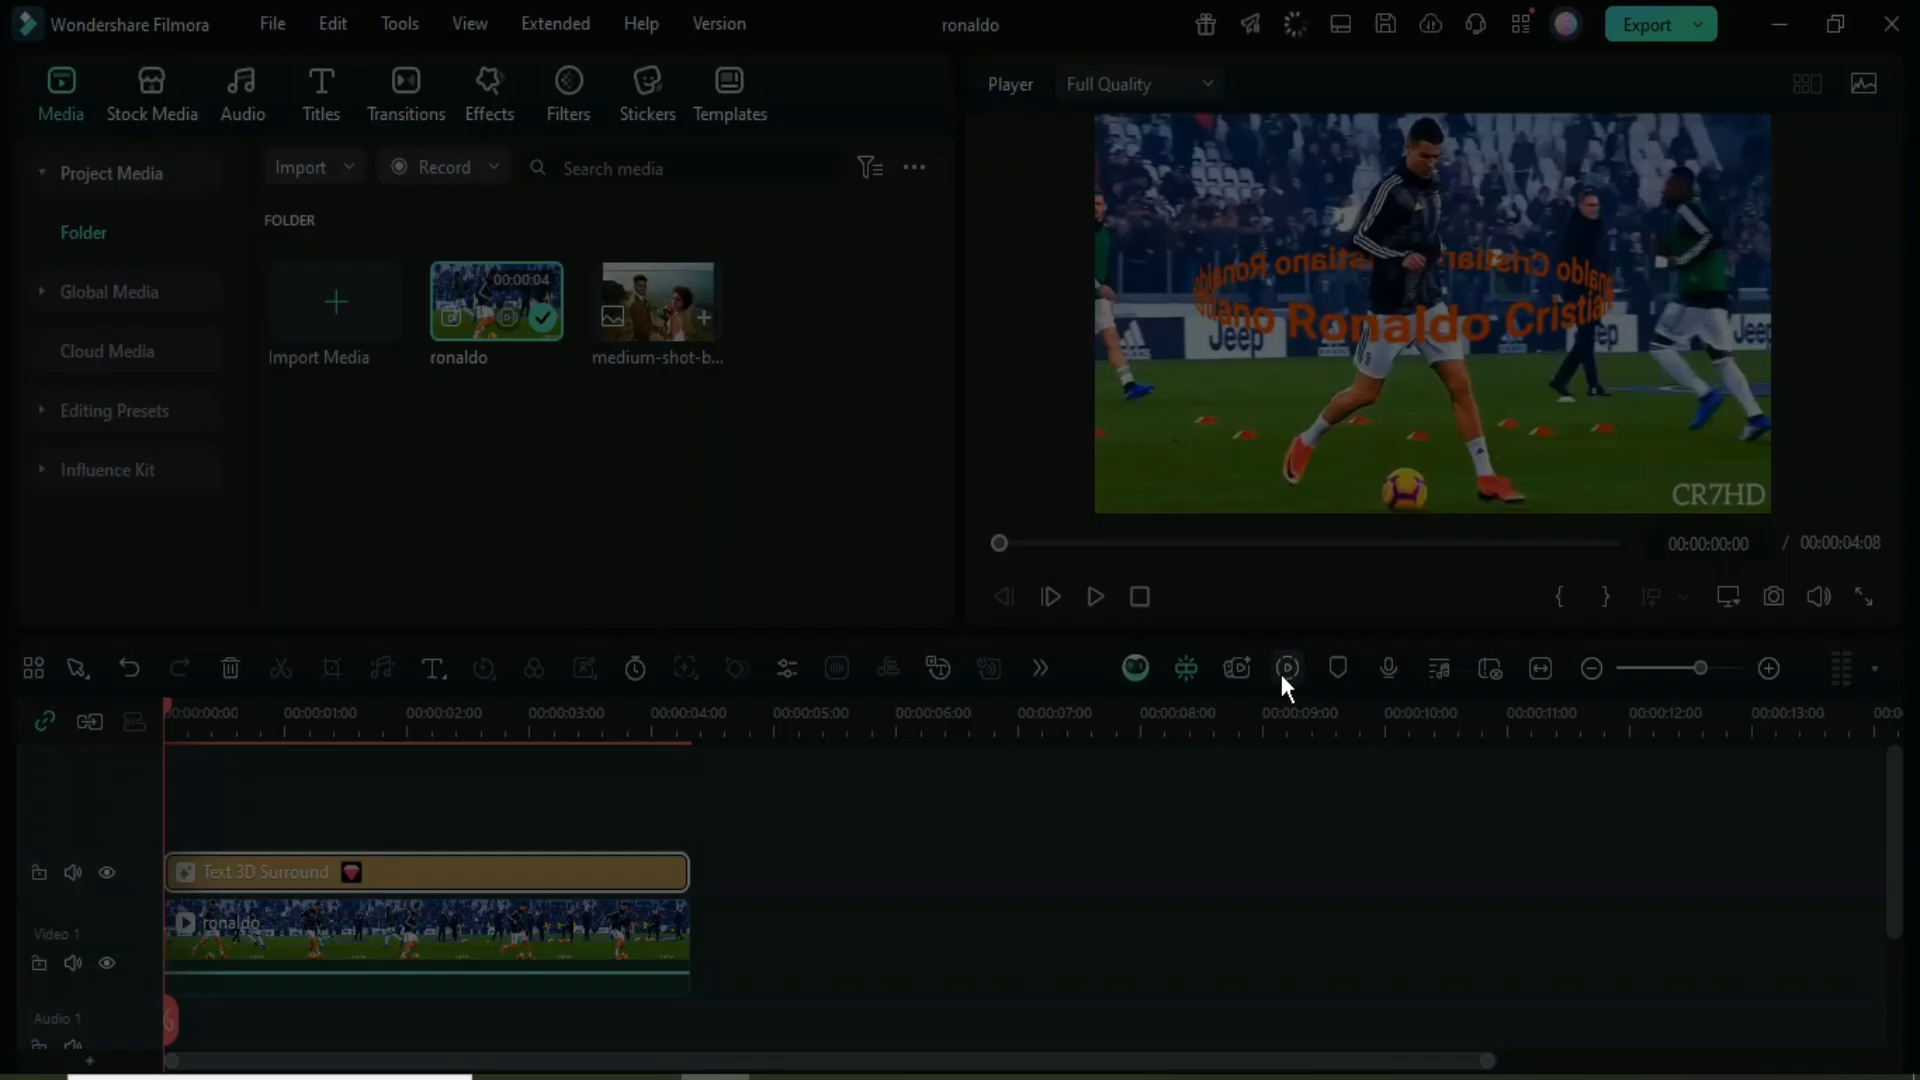 Wondershare Filmora
File
Edit
Tools
View
Extended
Help
Version
ronaldo
Export
Media
Stock Media
Audio
Titles
Transitions
Effects
Filters
Stickers
Templates
Player
Full Quality
Project Media
Folder
Global Media
Cloud Media
Editing Presets
Influence Kit
Import
Record
Search media
FOLDER
00:00:04
Import Media
ronaldo
medium-shot-b...
Ronaldo Cristia
Jeep
Jeep
CR7HD
00:00:00:00 / 00:00:04:08
00:00:00:00
00:00:01:00
00:00:02:00
00:00:03:00
00:00:04:00
00:00:05:00
00:00:06:00
00:00:07:00
00:00:08:00
00:00:09:00
00:00:10:00
00:00:11:00
00:00:12:00
00:00:13:00
Text 3D Surround
ronaldo
Video 1
Audio 1